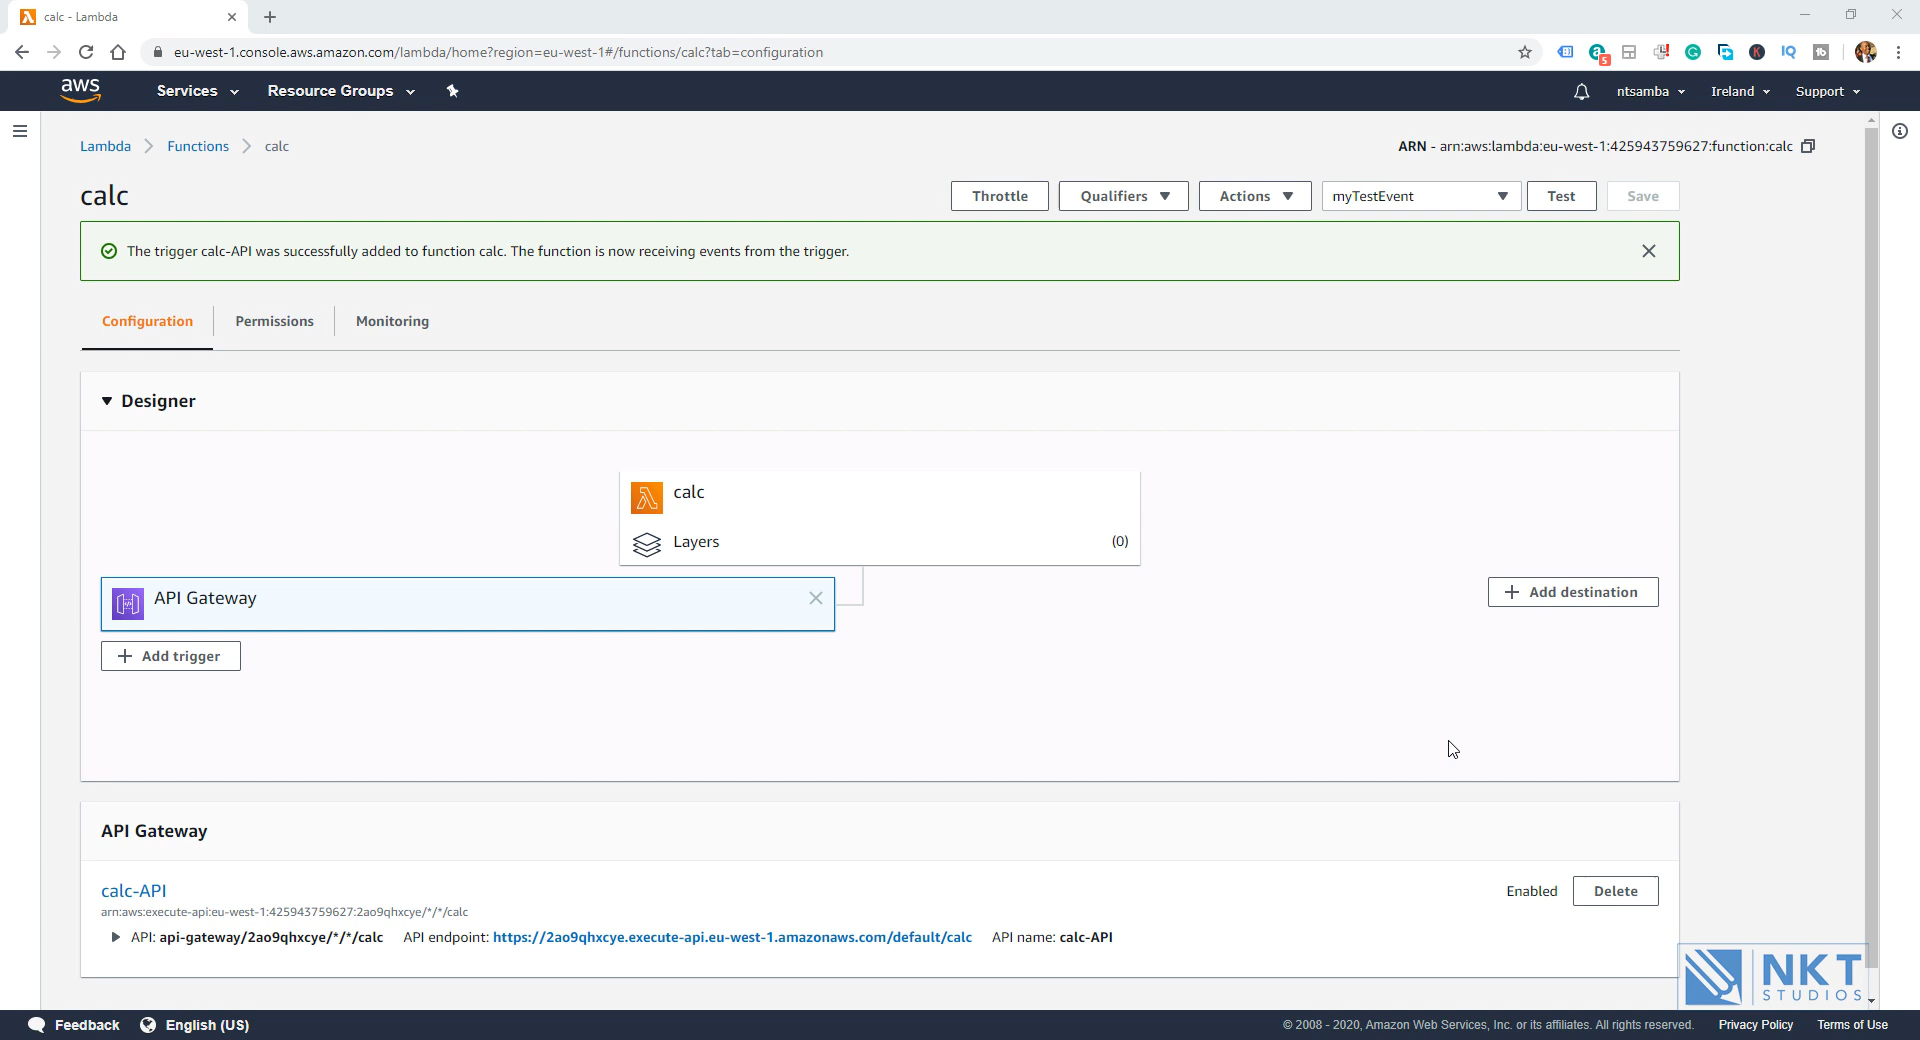 calc - Lambda
eu-west-1.console.aws.amazon.com/lambda/home?region=eu-west-1#/functions/calc?tab=configuration
5
aws
Services
Resource Groups
ntsamba
Ireland
Support
Lambda
Functions
calc
ARN - arn:aws:lambda:eu-west-1:425943759627:function:calc
calc
Throttle
Qualifiers
Actions
myTestEvent
Test
Save
The trigger calc-API was successfully added to function calc. The function is now receiving events from the trigger.
Configuration
Permissions
Monitoring
Designer
calc
Layers
(0)
API Gateway
Add trigger
Add destination
API Gateway
calc-API
Enabled
Delete
arn:aws:execute-api:eu-west-1:425943759627:2ao9qhxcye/*/*/calc
API: api-gateway/2ao9qhxcye/*/*/calc API endpoint: https://2ao9qhxcye.execute-api.eu-west-1.amazonaws.com/default/calc API name: calc-API
NKT
STUDIOS
Feedback
English (US)
© 2008 - 2020, Amazon Web Services, Inc. or its affiliates. All rights reserved.
Privacy Policy
Terms of Use